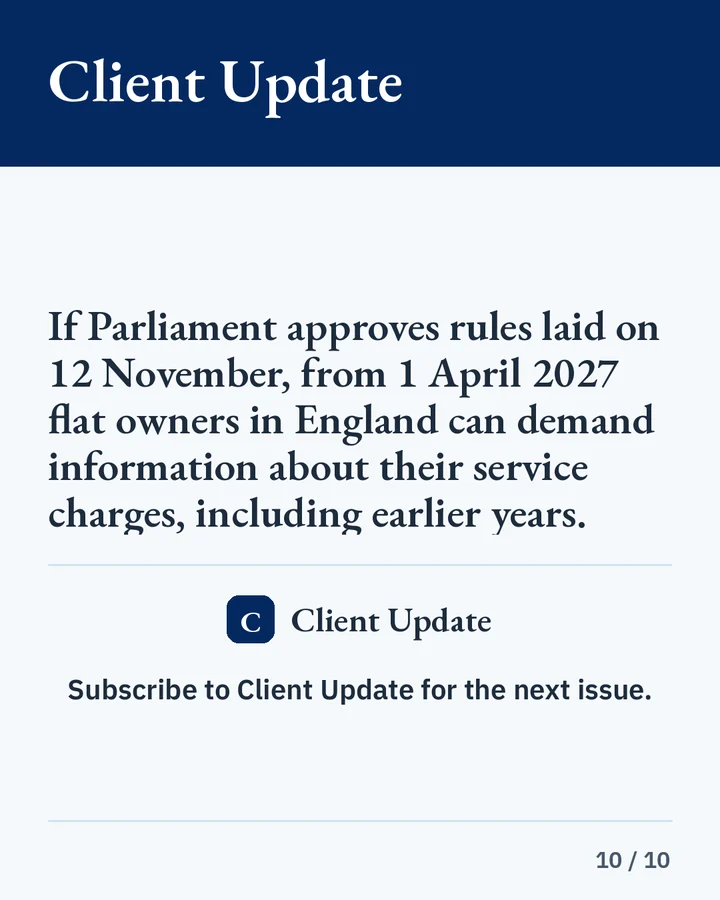 Client Update
If Parliament approves rules laid on
12 November, from 1 April 2027
flat owners in England can demand
information about their service
charges, including earlier years.
C Client Update
Subscribe to Client Update for the next issue.
10 / 10